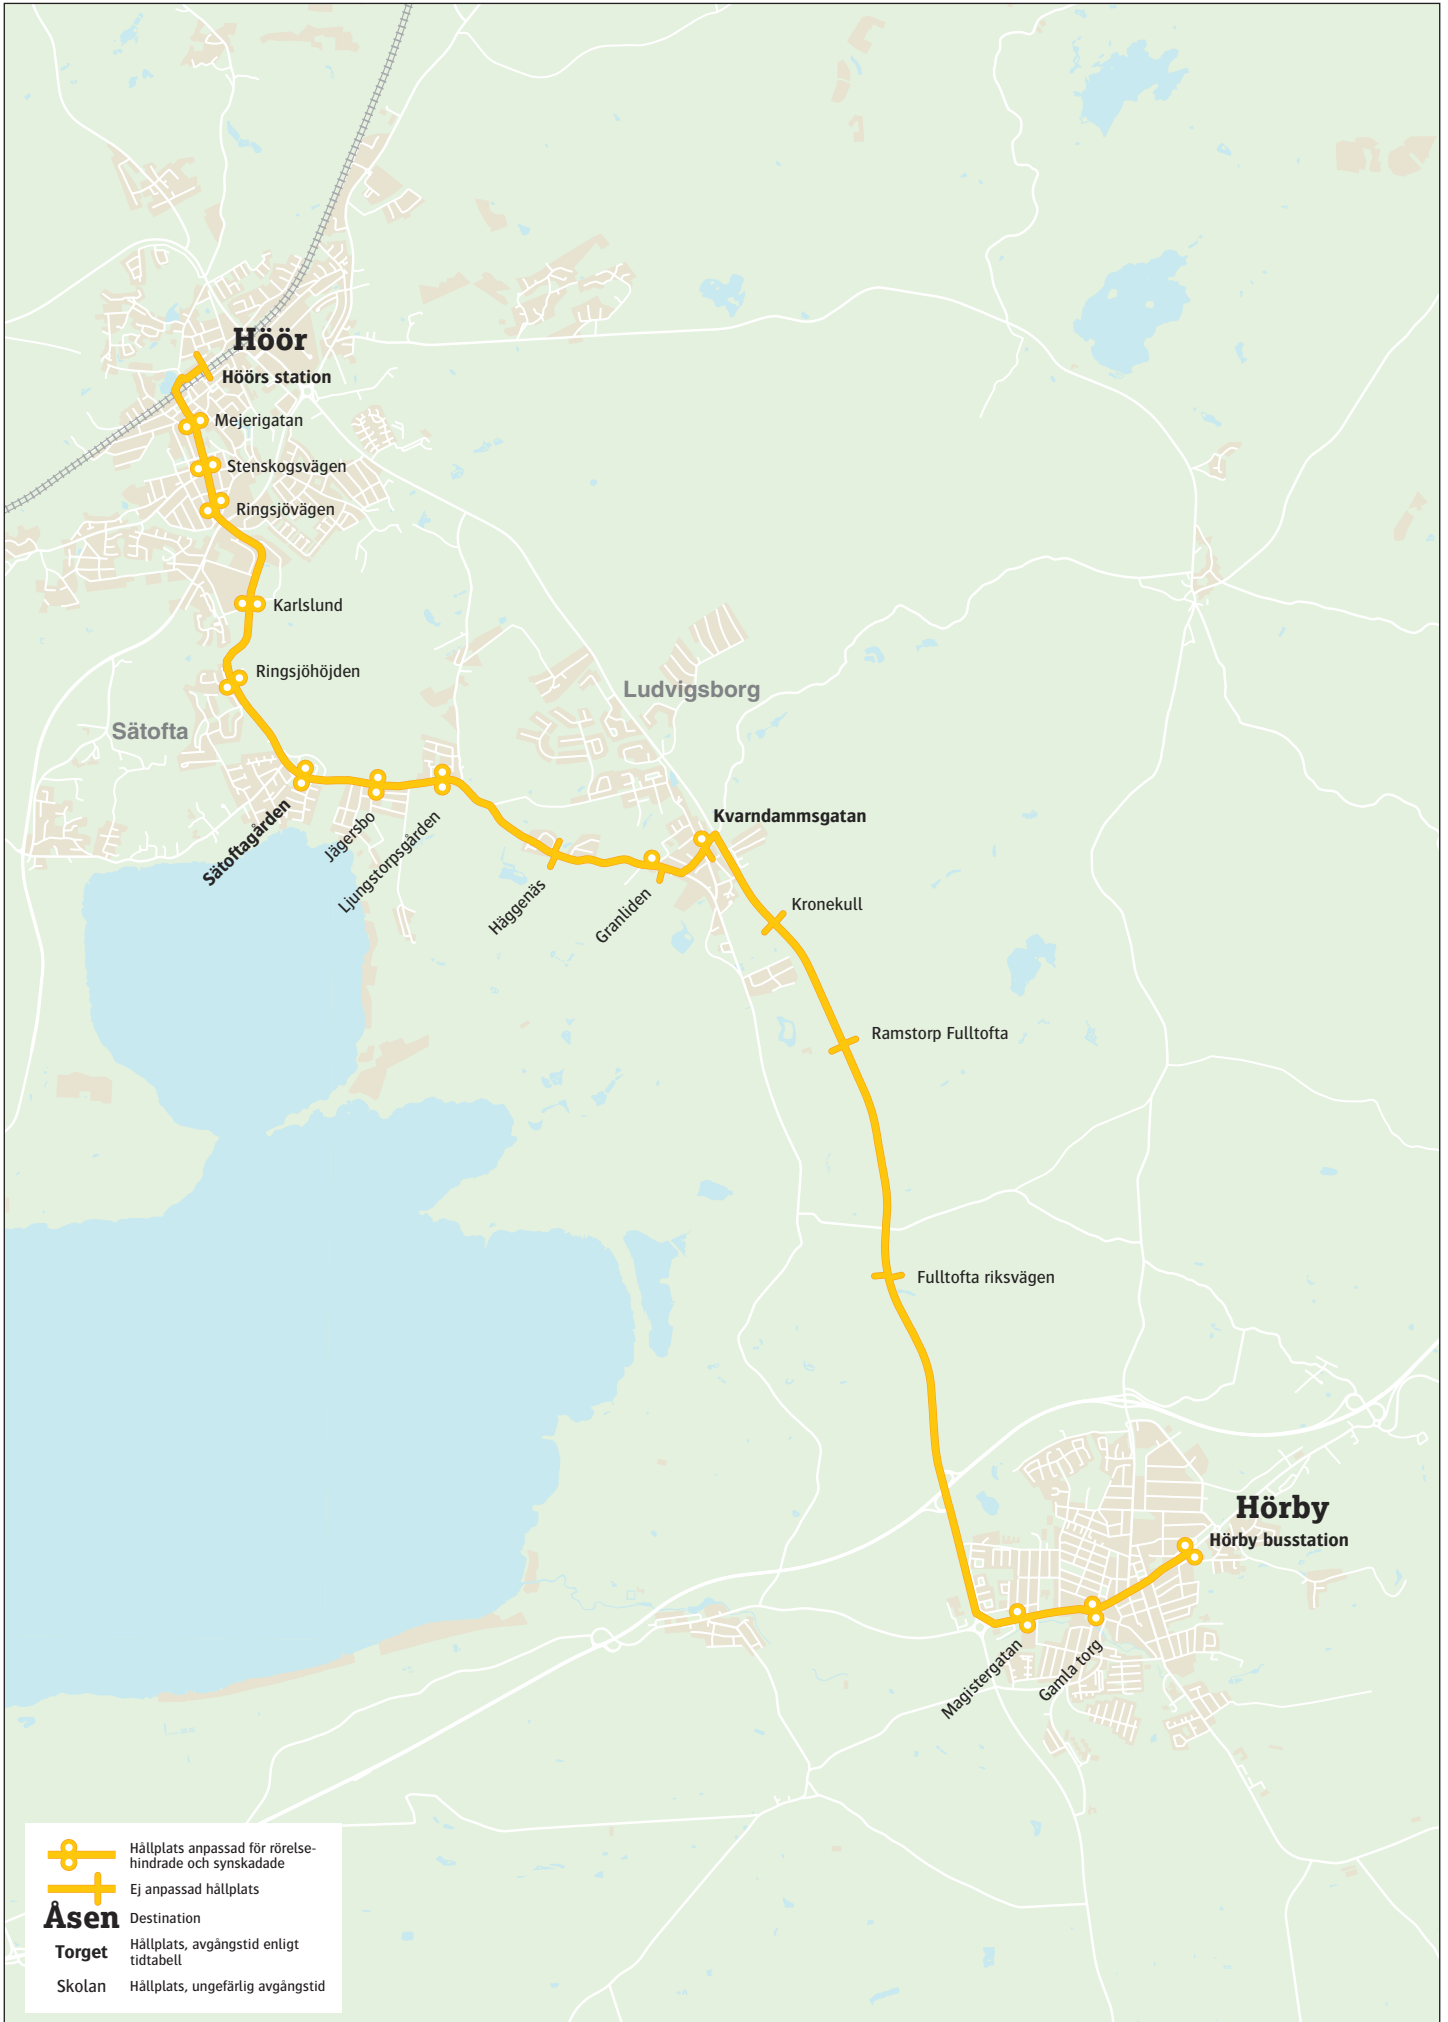 Höör
Höörs station
Mejerigatan
Stenskogsvägen
Ringsjövägen
Karlslund
Ringsjöhöjden
Ludvigsborg
Sätofta
Sätoftagården
Jägersbo
Ljungstorpsgården
Häggenäs
Granliden
Kvarndammsgatan
Kronekull
Ramstorp Fulltofta
Fulltofta riksvägen
Hörby
Hörby busstation
Magistergatan
Gamla torg
Hållplats anpassad för rörelse-
hindrade och synskadade
Ej anpassad hållplats
Åsen Destination
Torget Hållplats, avgångstid enligt
tidtabell
Skolan Hållplats, ungefärlig avgångstid